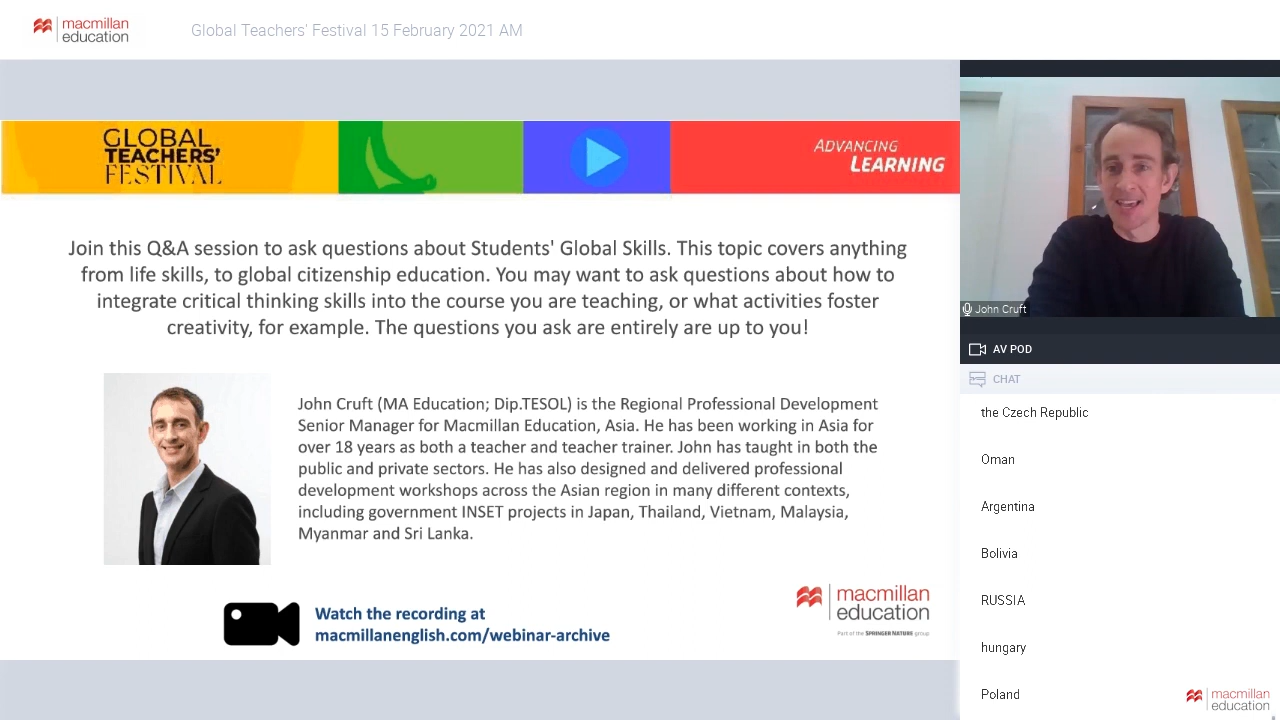 macmillan
education
Global Teachers' Festival 15 February 2021 AM
GLOBAL
TEACHERS'
FESTIVAL
ADVANCING
LEARNING
Join this Q&A session to ask questions about Students' Global Skills. This topic covers anything
from life skills, to global citizenship education. You may want to ask questions about how to
integrate critical thinking skills into the course you are teaching, or what activities foster
creativity, for example. The questions you ask are entirely are up to you!
John Cruft (MA Education; Dip.TESOL) is the Regional Professional Development
Senior Manager for Macmillan Education, Asia. He has been working in Asia for
over 18 years as both a teacher and teacher trainer. John has taught in both the
public and private sectors. He has also designed and delivered professional
development workshops across the Asian region in many different contexts,
including government INSET projects in Japan, Thailand, Vietnam, Malaysia,
Myanmar and Sri Lanka.
Watch the recording at
macmillanenglish.com/webinar-archive
macmillan
education
Part of the SPRINGER NATURE group
John Cruft
AV POD
CHAT
the Czech Republic
Oman
Argentina
Bolivia
RUSSIA
hungary
Poland
macmillan
education